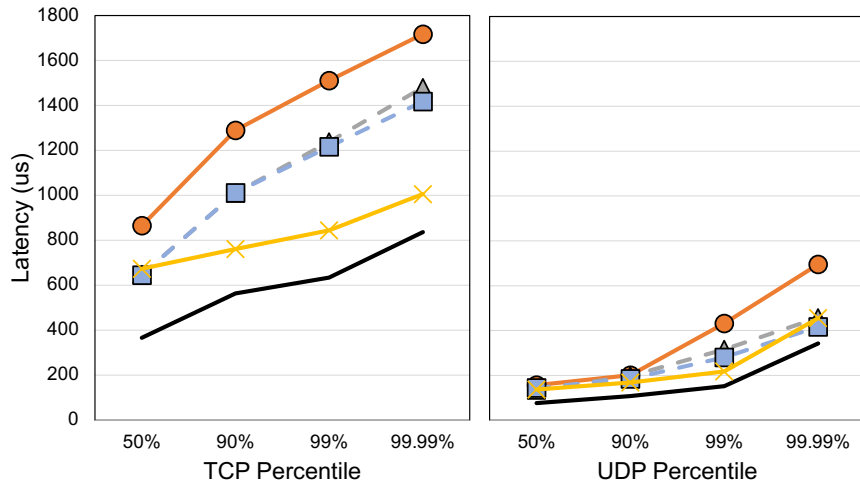 1800
1600
1400
1200
1000
800
600
400
200
0
Latency (us)
50% 90% 99% 99.99%
TCP Percentile
50% 90% 99% 99.99%
UDP Percentile